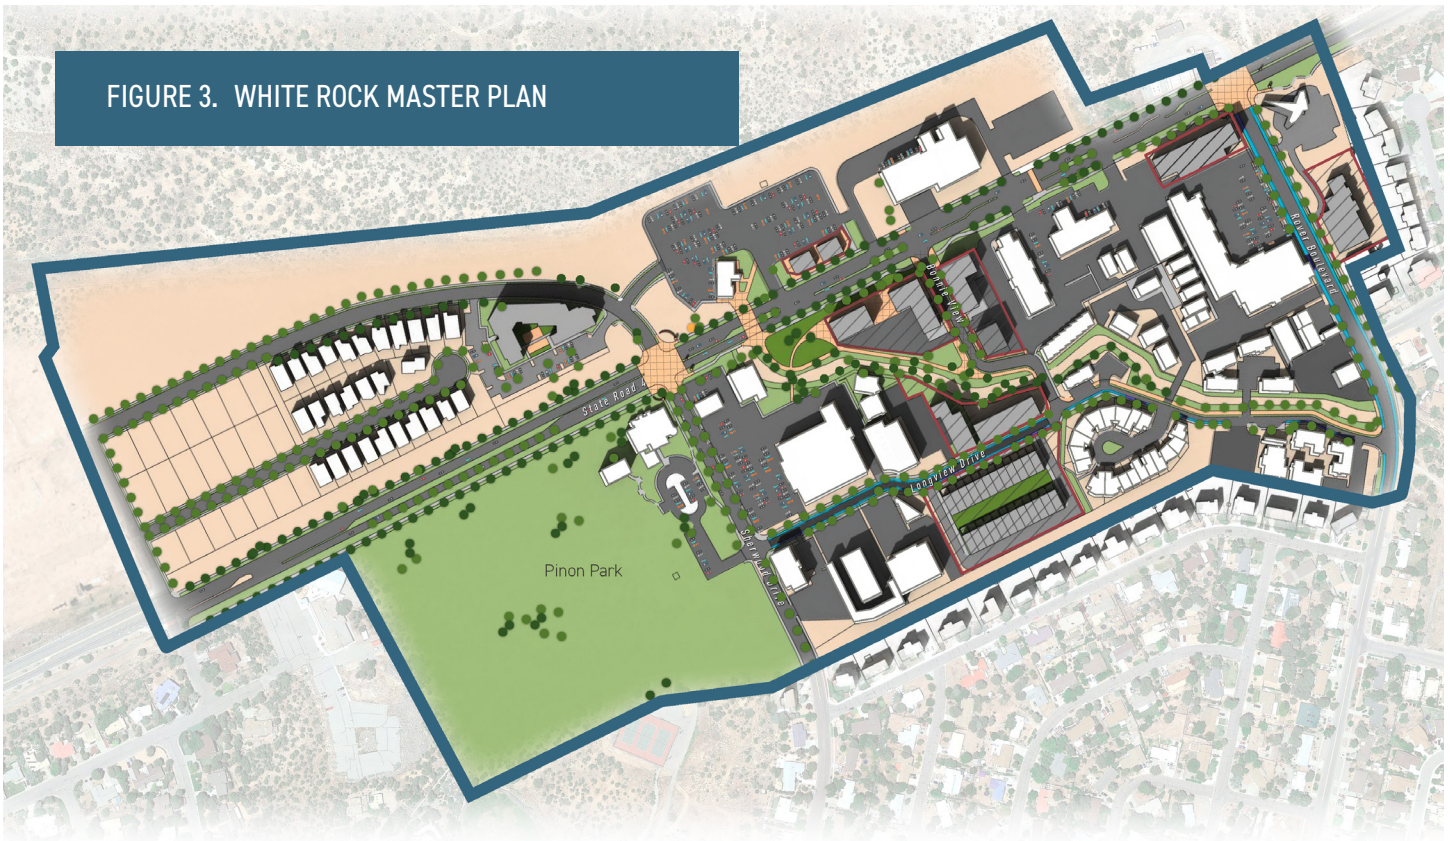 FIGURE 3. WHITE ROCK MASTER PLAN
Rover Boulevard
Bonnie View
State Road 4
Longview Drive
Sherwood Drive
Pinon Park